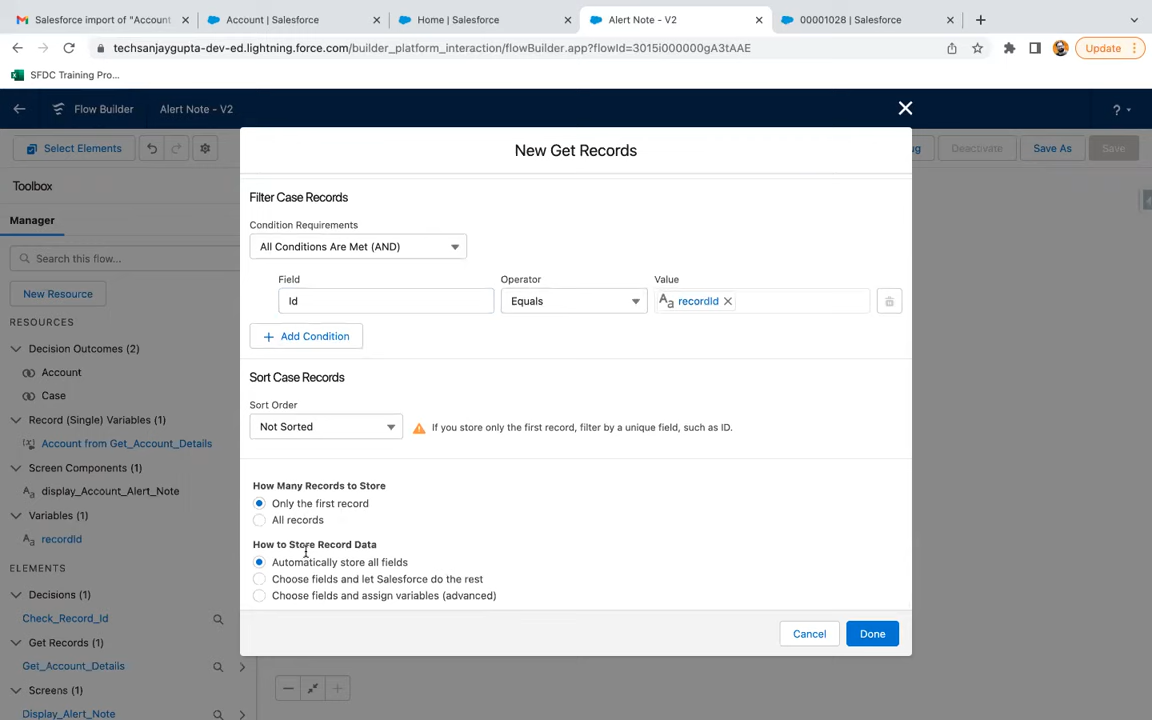 Salesforce import of "Account
Account | Salesforce
Home | Salesforce
Alert Note - V2
00001028 | Salesforce
techsanjaygupta-dev-ed.lightning.force.com/builder_platform_interaction/flowBuilder.app?flowId=3015i000000gA3tAAE
Update
SFDC Training Pro...
Flow Builder
Alert Note - V2
?
Select Elements
ug
Deactivate
Save As
Save
Toolbox
Manager
Search this flow...
New Resource
RESOURCES
Decision Outcomes (2)
Account
Case
Record (Single) Variables (1)
Account from Get_Account_Details
Screen Components (1)
Aa display_Account_Alert_Note
Variables (1)
Aa recordId
ELEMENTS
Decisions (1)
Check_Record_Id
Get Records (1)
Get_Account_Details
Screens (1)
Display_Alert_Note
New Get Records
Filter Case Records
Condition Requirements
All Conditions Are Met (AND)
Field
Operator
Value
Id
Equals
Aa recordId
Add Condition
Sort Case Records
Sort Order
Not Sorted
If you store only the first record, filter by a unique field, such as ID.
How Many Records to Store
Only the first record
All records
How to Store Record Data
Automatically store all fields
Choose fields and let Salesforce do the rest
Choose fields and assign variables (advanced)
Cancel
Done